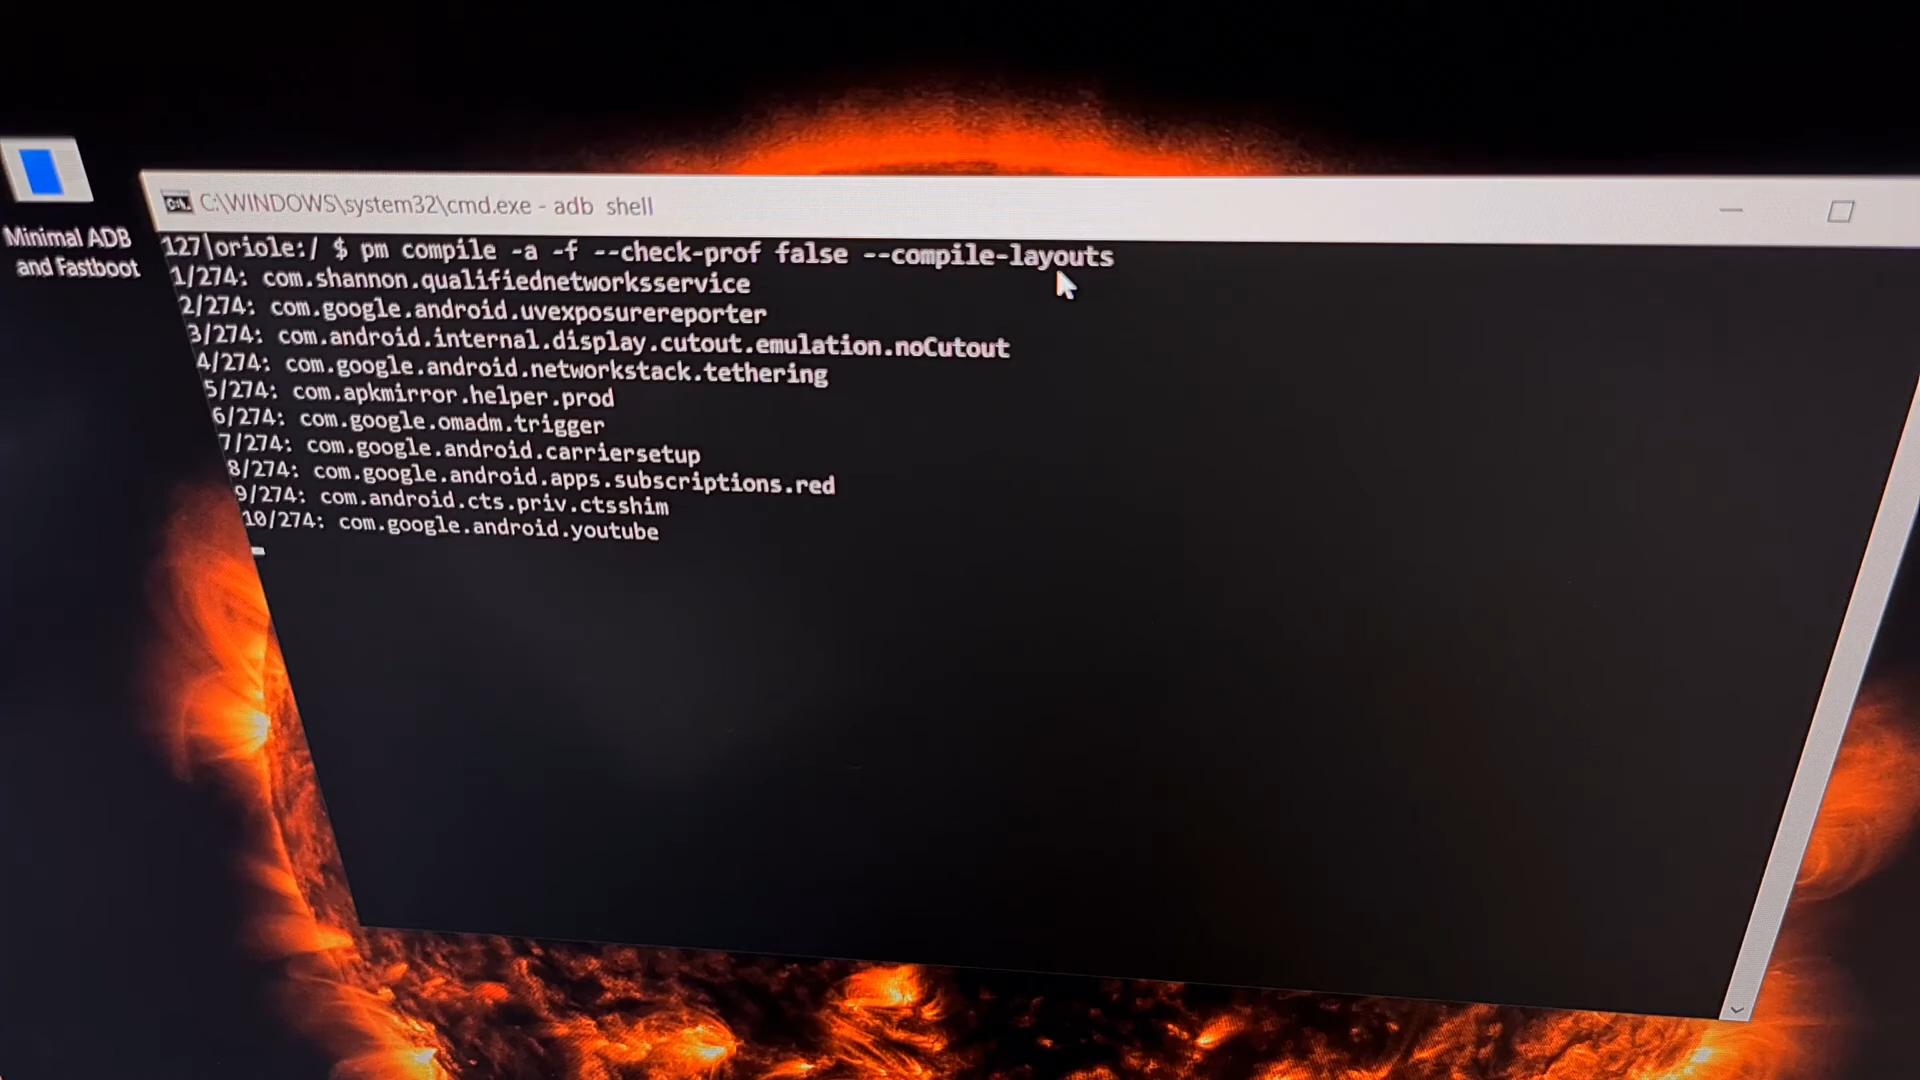 Minimal ADB
and Fastboot
C:\WINDOWS\system32\cmd.exe - adb  shell
127|oriole:/ $ pm compile -a -f --check-prof false --compile-layouts
1/274: com.shannon.qualifiednetworksservice
2/274: com.google.android.uvexposurereporter
3/274: com.android.internal.display.cutout.emulation.noCutout
4/274: com.google.android.networkstack.tethering
5/274: com.apkmirror.helper.prod
6/274: com.google.omadm.trigger
7/274: com.google.android.carriersetup
8/274: com.google.android.apps.subscriptions.red
9/274: com.android.cts.priv.ctsshim
10/274: com.google.android.youtube